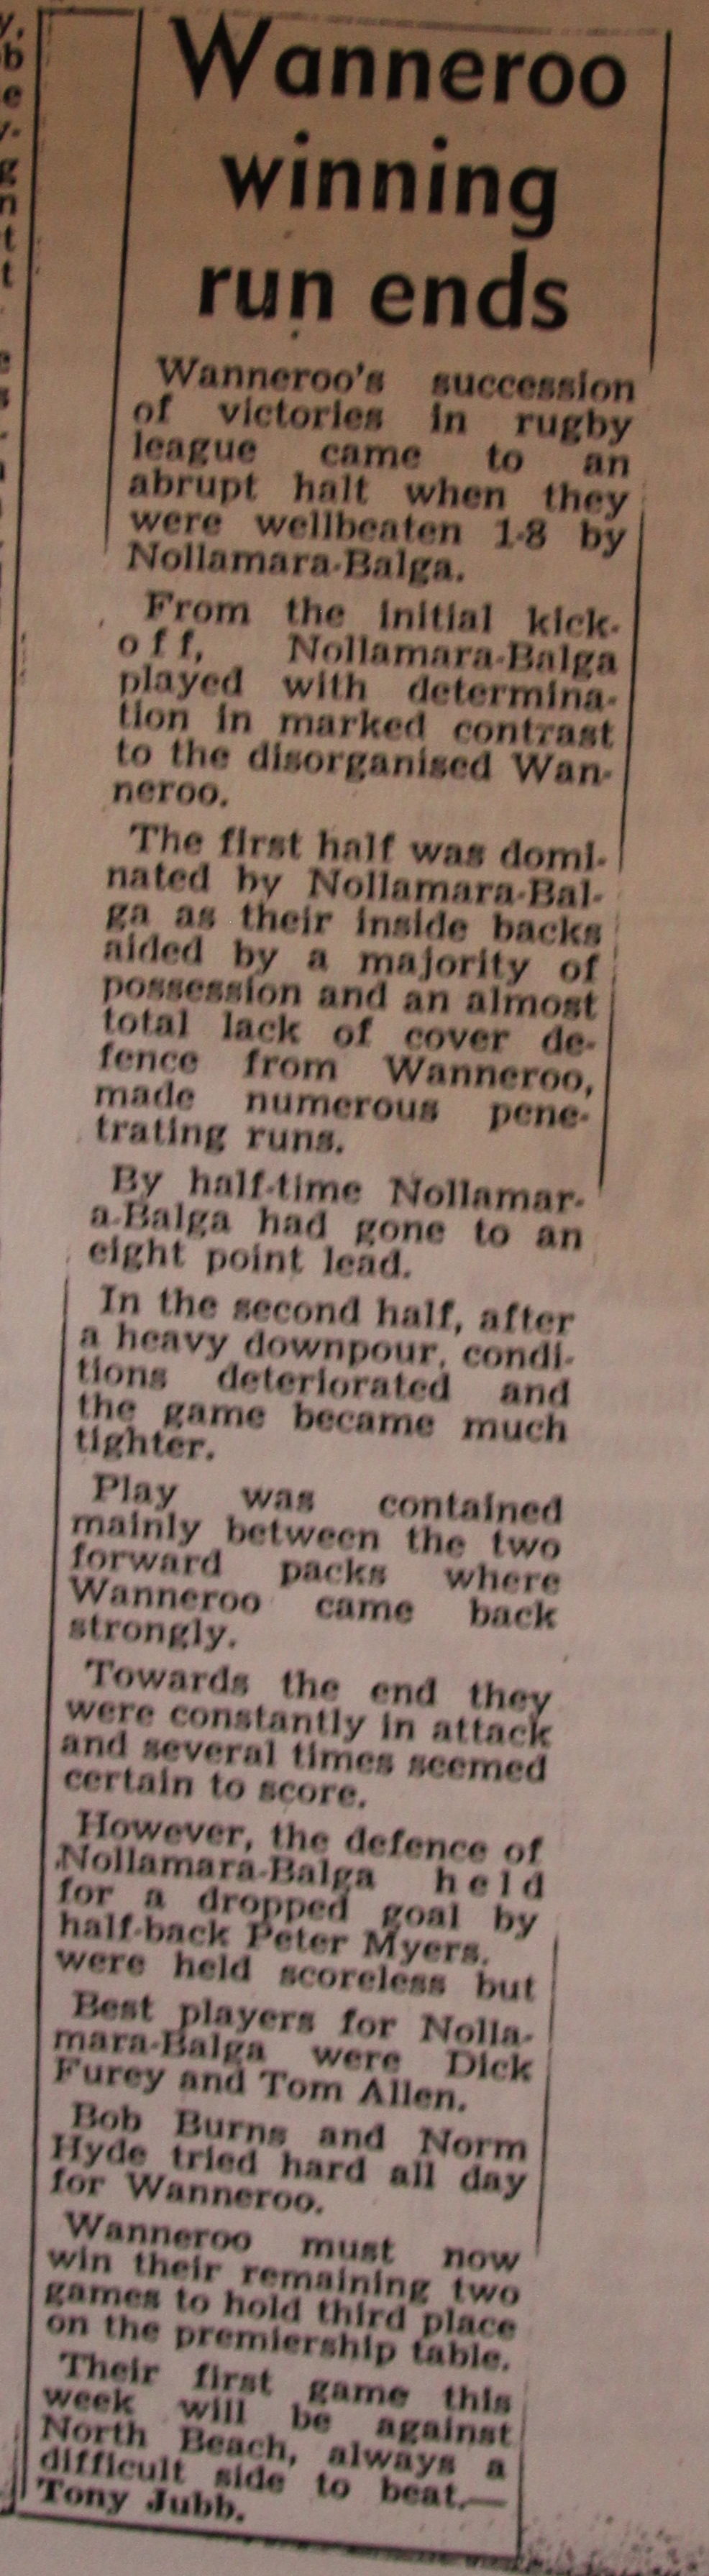 Wanneroo
winning
run ends
Wanneroo's succession
of victories in rugby
league came to an
abrupt halt when they
were wellbeaten 1-8 by
Nollamara-Balga.
From the initial kick-
off, Nollamara-Balga
played with determina-
tion in marked contrast
to the disorganised Wan-
neroo.
The first half was domi-
nated by Nollamara-Bal-
ga as their inside backs
aided by a majority of
possession and an almost
total lack of cover de-
fence from Wanneroo,
made numerous pene-
trating runs.
By half-time Nollamar-
a-Balga had gone to an
eight point lead.
In the second half, after
a heavy downpour, condi-
tions deteriorated and
the game became much
tighter.
Play was contained
mainly between the two
forward packs where
Wanneroo came back
strongly.
Towards the end they
were constantly in attack
and several times seemed
certain to score.
However, the defence of
Nollamara-Balga held
for a dropped goal by
half-back Peter Myers.
were held scoreless but
Best players for Nolla-
mara-Balga were Dick
Furey and Tom Allen.
Bob Burns and Norm
Hyde tried hard all day
for Wanneroo.
Wanneroo must now
win their remaining two
games to hold third place
on the premiership table.
Their first game this
week will be against
North Beach, always a
difficult side to beat.—
Tony Jubb.